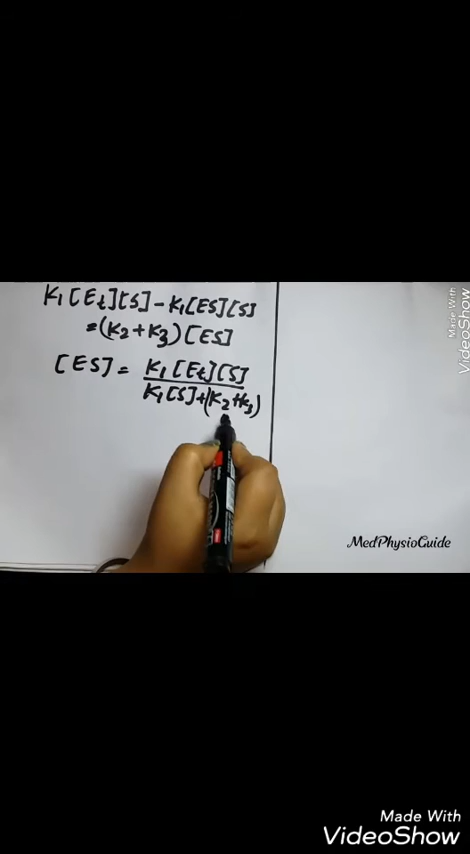 K1[Et][S]-K1[ES][S]
=(K2+K3)[ES]
[ES] = K1[Et][S]
K1[S]+(K2+K3)
Made With
VideoShow
MedPhysioGuide
Made With
VideoShow